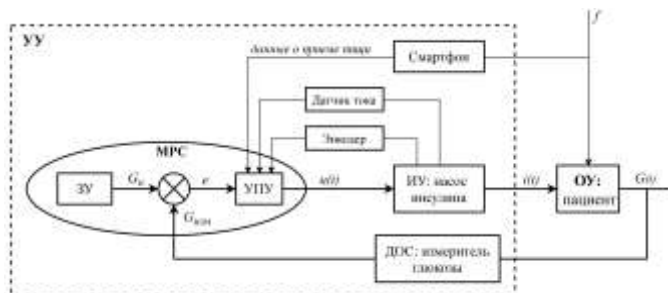 f
УУ
данные о приеме пищи
Смартфон
Датчик тока
Энкодер
МРС
ЗУ
e
УПУ
u(t)
ИУ: насос
инсулина
i(t)
ОУ:
пациент
G(t)
Gизм
ДОС: измеритель
глюкозы